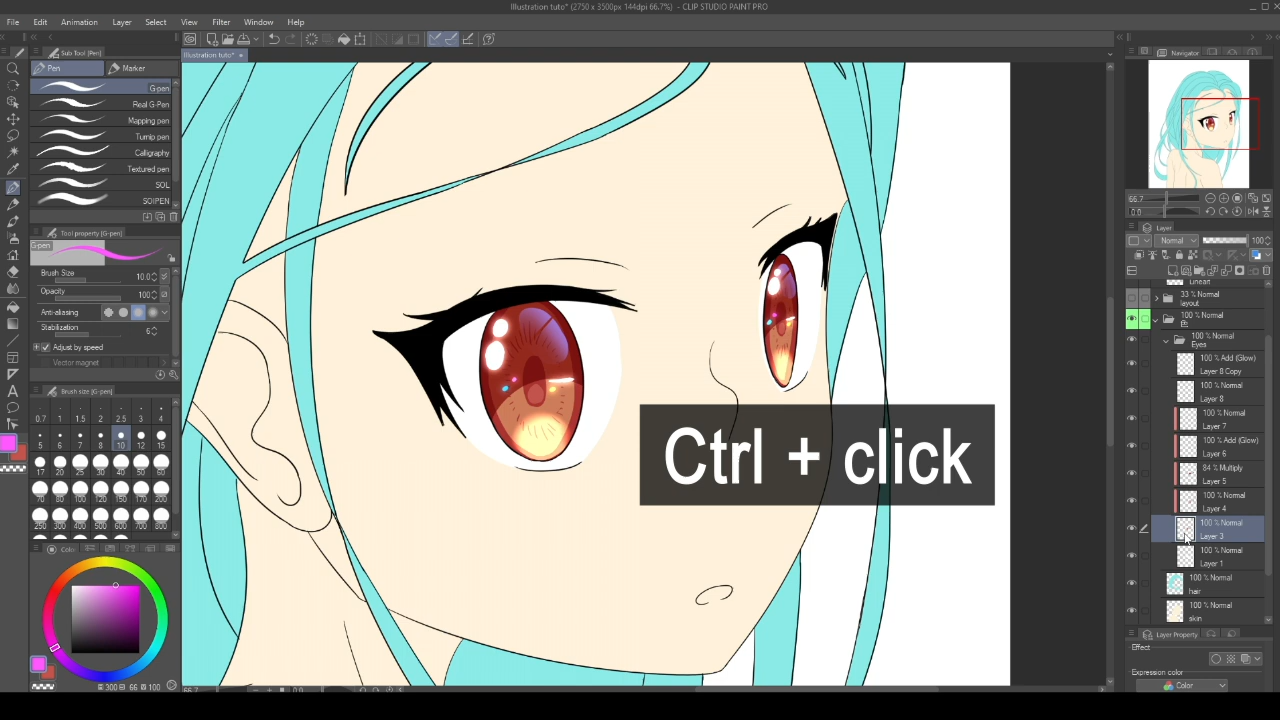 Illustration tuto* (2750 x 3500px 144dpi 66.7%) - CLIP STUDIO PAINT PRO
File Edit Animation Layer Select View Filter Window Help
Sub Tool (Pen)
Illustration tuto*
Pen Marker
G-pen
Real G-Pen
Mapping pen
Turnip pen
Calligraphy
Textured pen
SOL
SOIPEN
Tool property [G-pen]
G-pen
Brush Size 10.0
Opacity 100
Anti-aliasing
Stabilization 6
Adjust by speed
Vector magnet
Brush size [G-pen]
0.7 1 1.5 2 2.5 3 4
5 6 7 8 10 12 15
17 20 25 30 40 50 60
70 80 100 120 150 170 200
250 300 400 500 600 700 800
Color
300 66 100
66.7 0.0
Ctrl + click
Navigator
66.7
0.0
Layer
Normal 100
Lineart
33 % Normal
layout
100 % Normal
100 % Normal
Eyes
100 % Add (Glow)
Layer 8 Copy
100 % Normal
Layer 8
100 % Normal
Layer 7
100 % Add (Glow)
Layer 6
84 % Multiply
Layer 5
100 % Normal
Layer 4
100 % Normal
Layer 3
100 % Normal
Layer 1
100 % Normal
hair
100 % Normal
skin
Layer Property
Effect
Expression color
Color